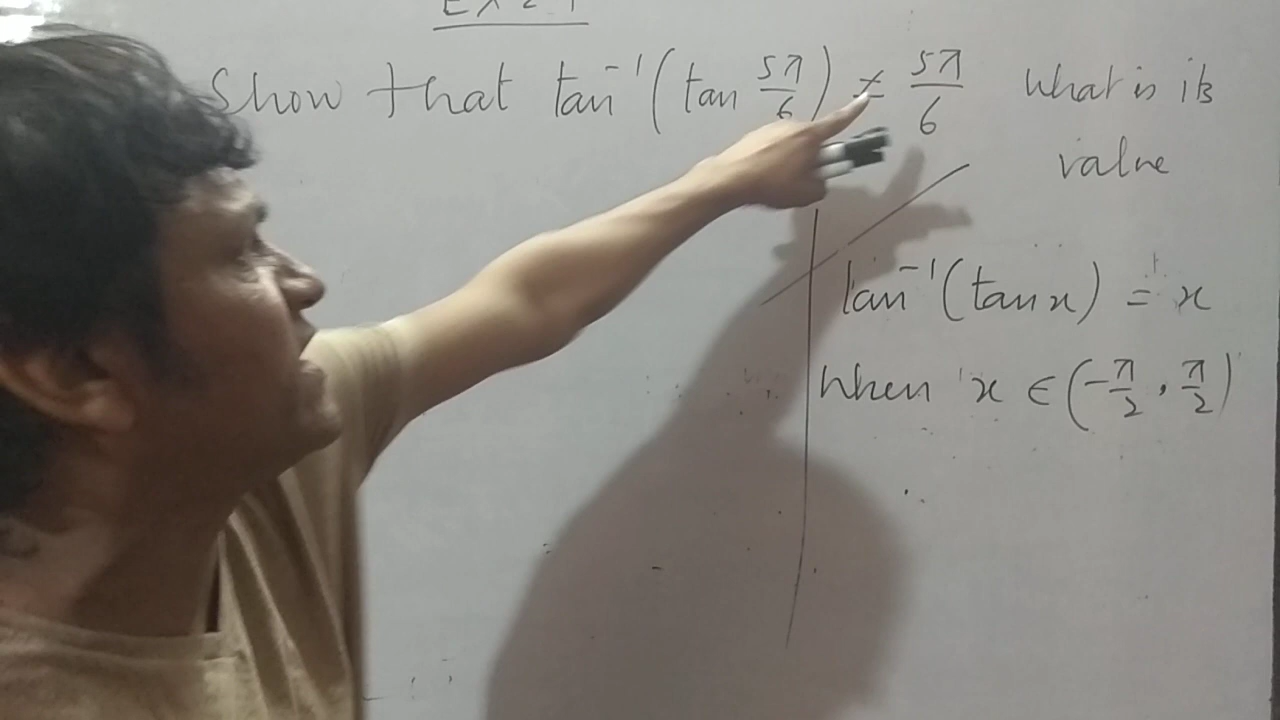 Show that tan⁻¹(tan 5π/6) ≠ 5π/6 What is its
value
tan⁻¹(tan x) = x
When x ∈ (-π/2, π/2)